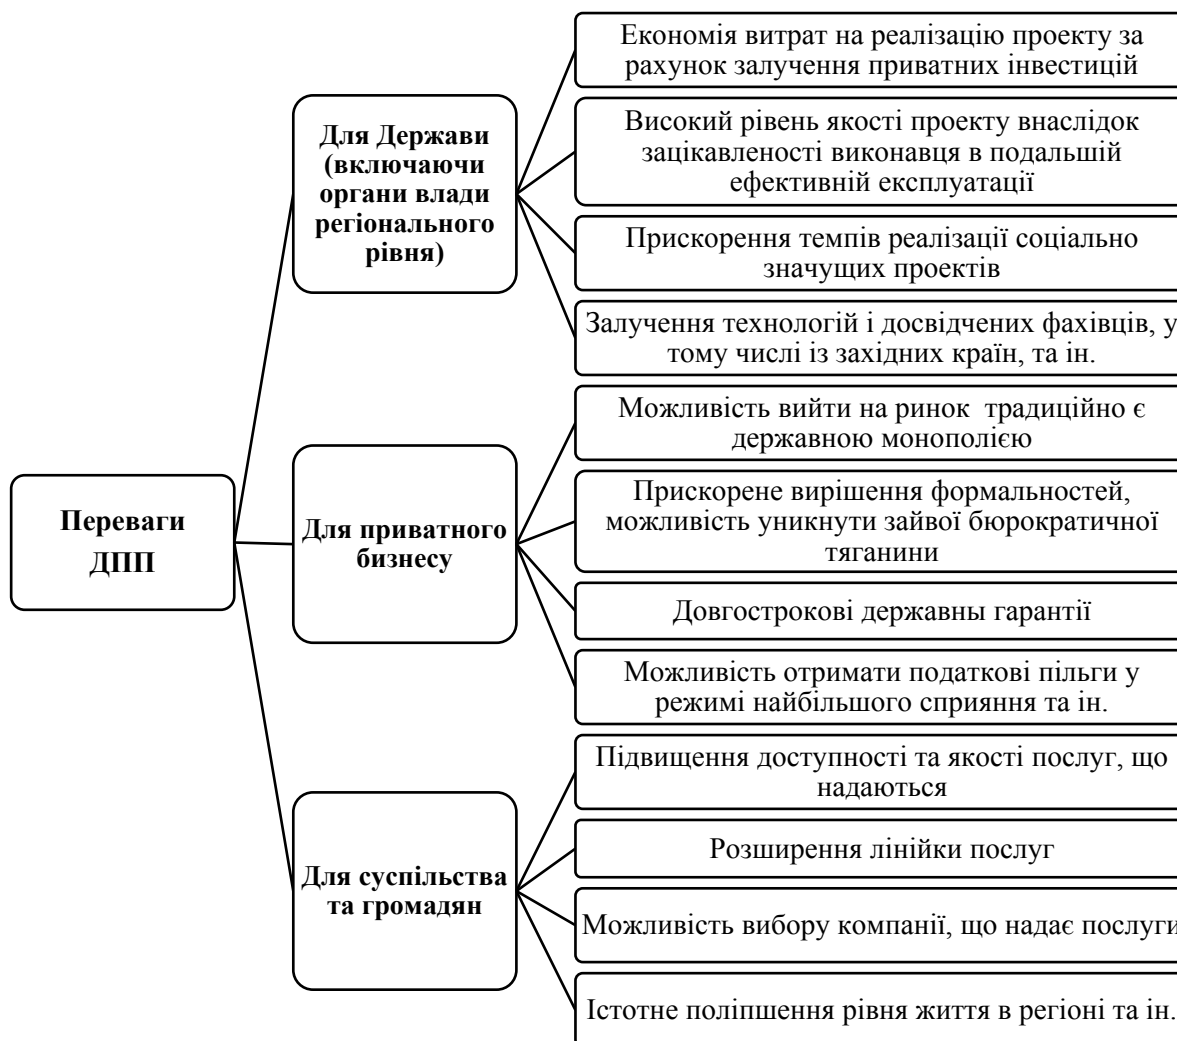 Переваги
ДПП
Для Держави
(включаючи
органи влади
регіонального
рівня)
Економія витрат на реалізацію проекту за
рахунок залучення приватних інвестицій
Високий рівень якості проекту внаслідок
зацікавленості виконавця в подальшій
ефективній експлуатації
Прискорення темпів реалізації соціально
значущих проектів
Залучення технологій і досвідчених фахівців, у
тому числі із західних країн, та ін.
Для приватного
бизнесу
Можливість вийти на ринок  традиційно є
державною монополією
Прискорене вирішення формальностей,
можливість уникнути зайвої бюрократичної
тяганини
Довгострокові державны гарантії
Можливість отримати податкові пільги у
режимі найбільшого сприяння та ін.
Для суспільства
та громадян
Підвищення доступності та якості послуг, що
надаються
Розширення лінійки послуг
Можливість вибору компанії, що надає послуги
Істотне поліпшення рівня життя в регіоні та ін.